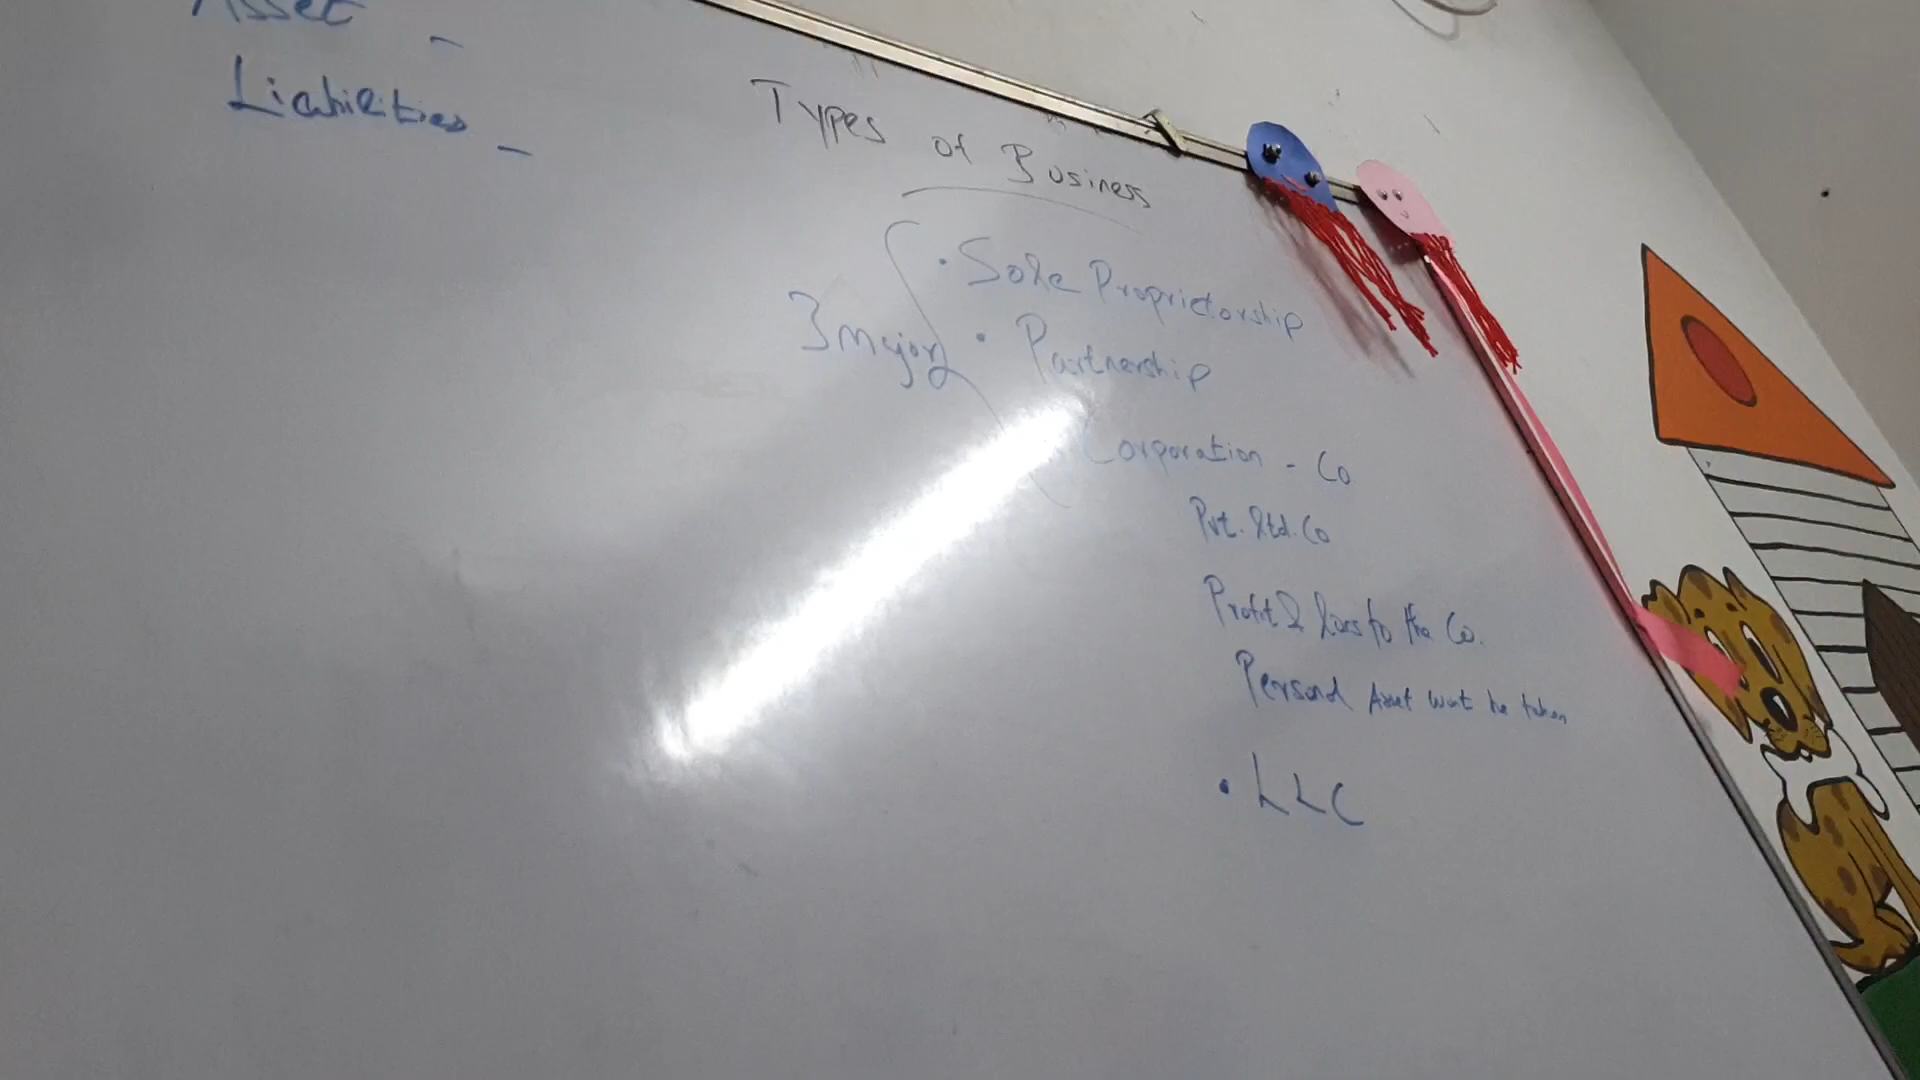 Asset -
Liabilities -
Types of Business
3 Major
• Sole Proprietorship
• Partnership
Corporation - Co
Pvt. Ltd. Co
Profit & loss to the Co.
Personal Asset wont be taken
• LLC